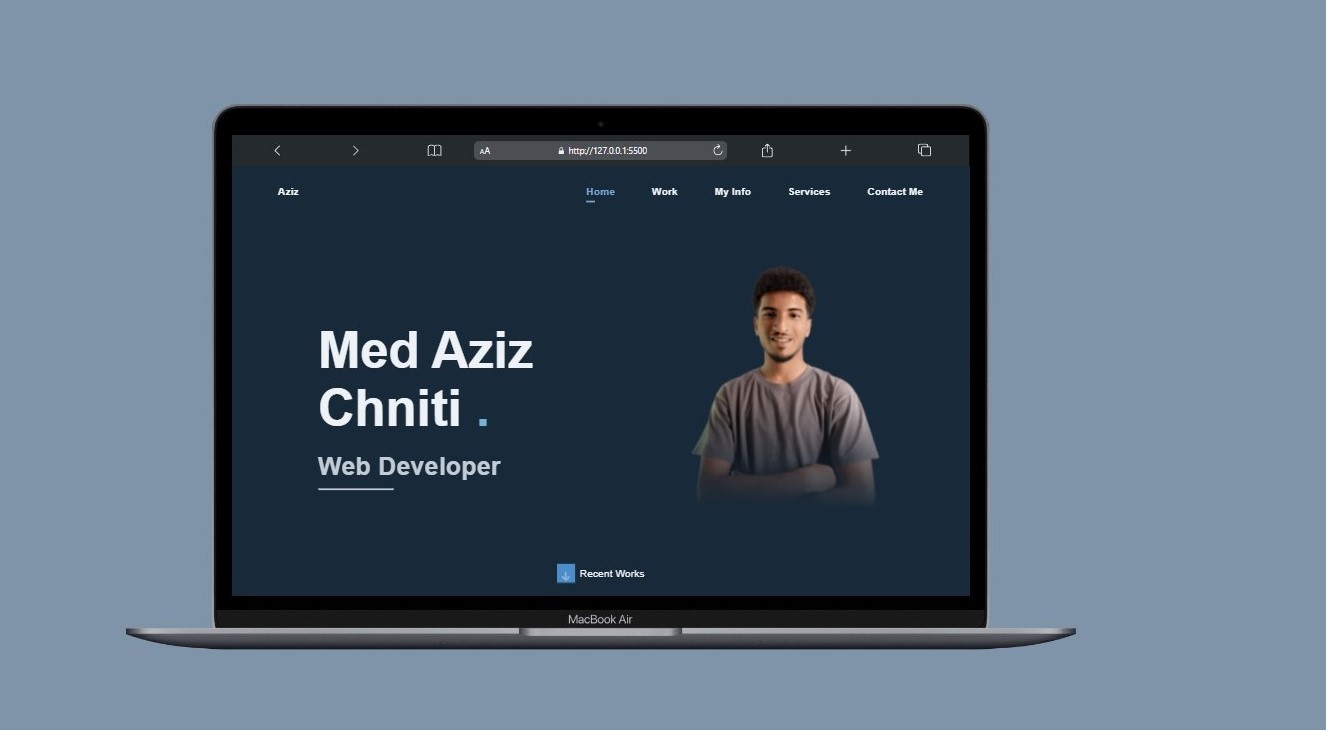 AA http://127.0.0.1:5500
Aziz Home Work My Info Services Contact Me
Med Aziz
Chniti .
Web Developer
Recent Works
MacBook Air